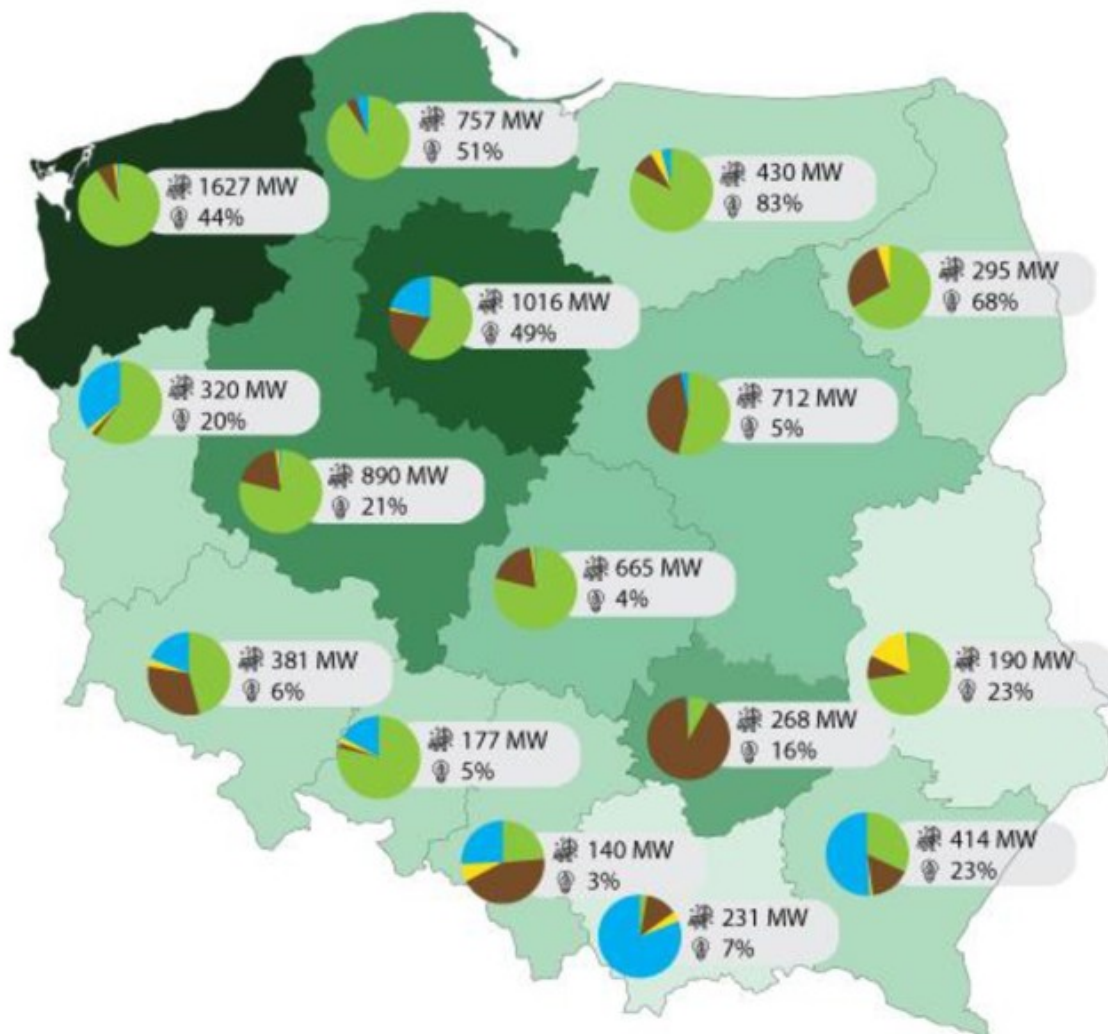 757 MW
51%
1627 MW
44%
430 MW
83%
295 MW
68%
1016 MW
49%
320 MW
20%
712 MW
5%
890 MW
21%
665 MW
4%
381 MW
6%
190 MW
23%
268 MW
16%
177 MW
5%
414 MW
23%
140 MW
3%
231 MW
7%